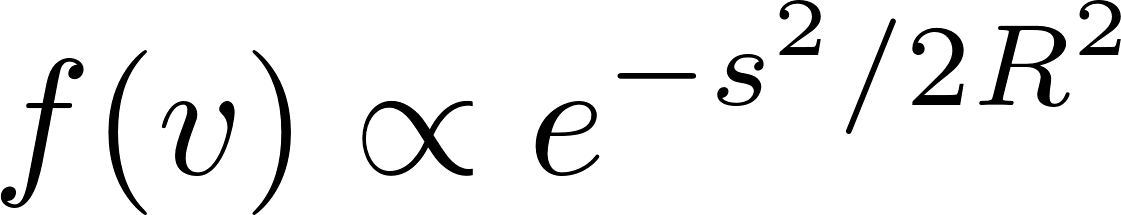 f(v) ∝ e^{-s^2/2R^2}